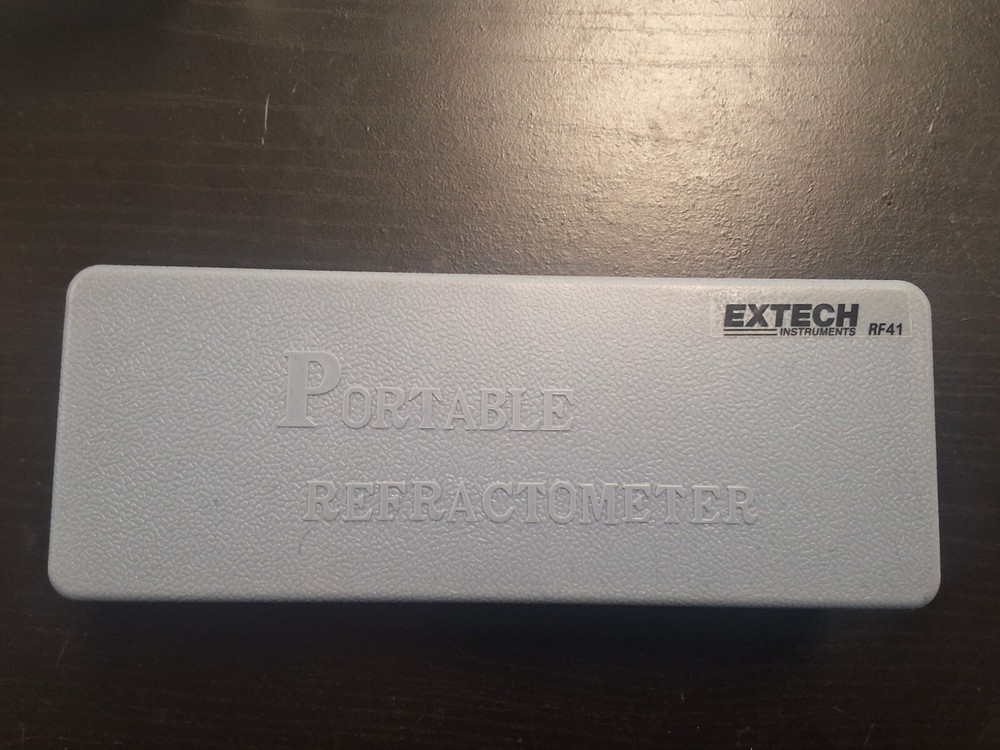 EXTECH
INSTRUMENTS RF41
PORTABLE
REFRACTOMETER